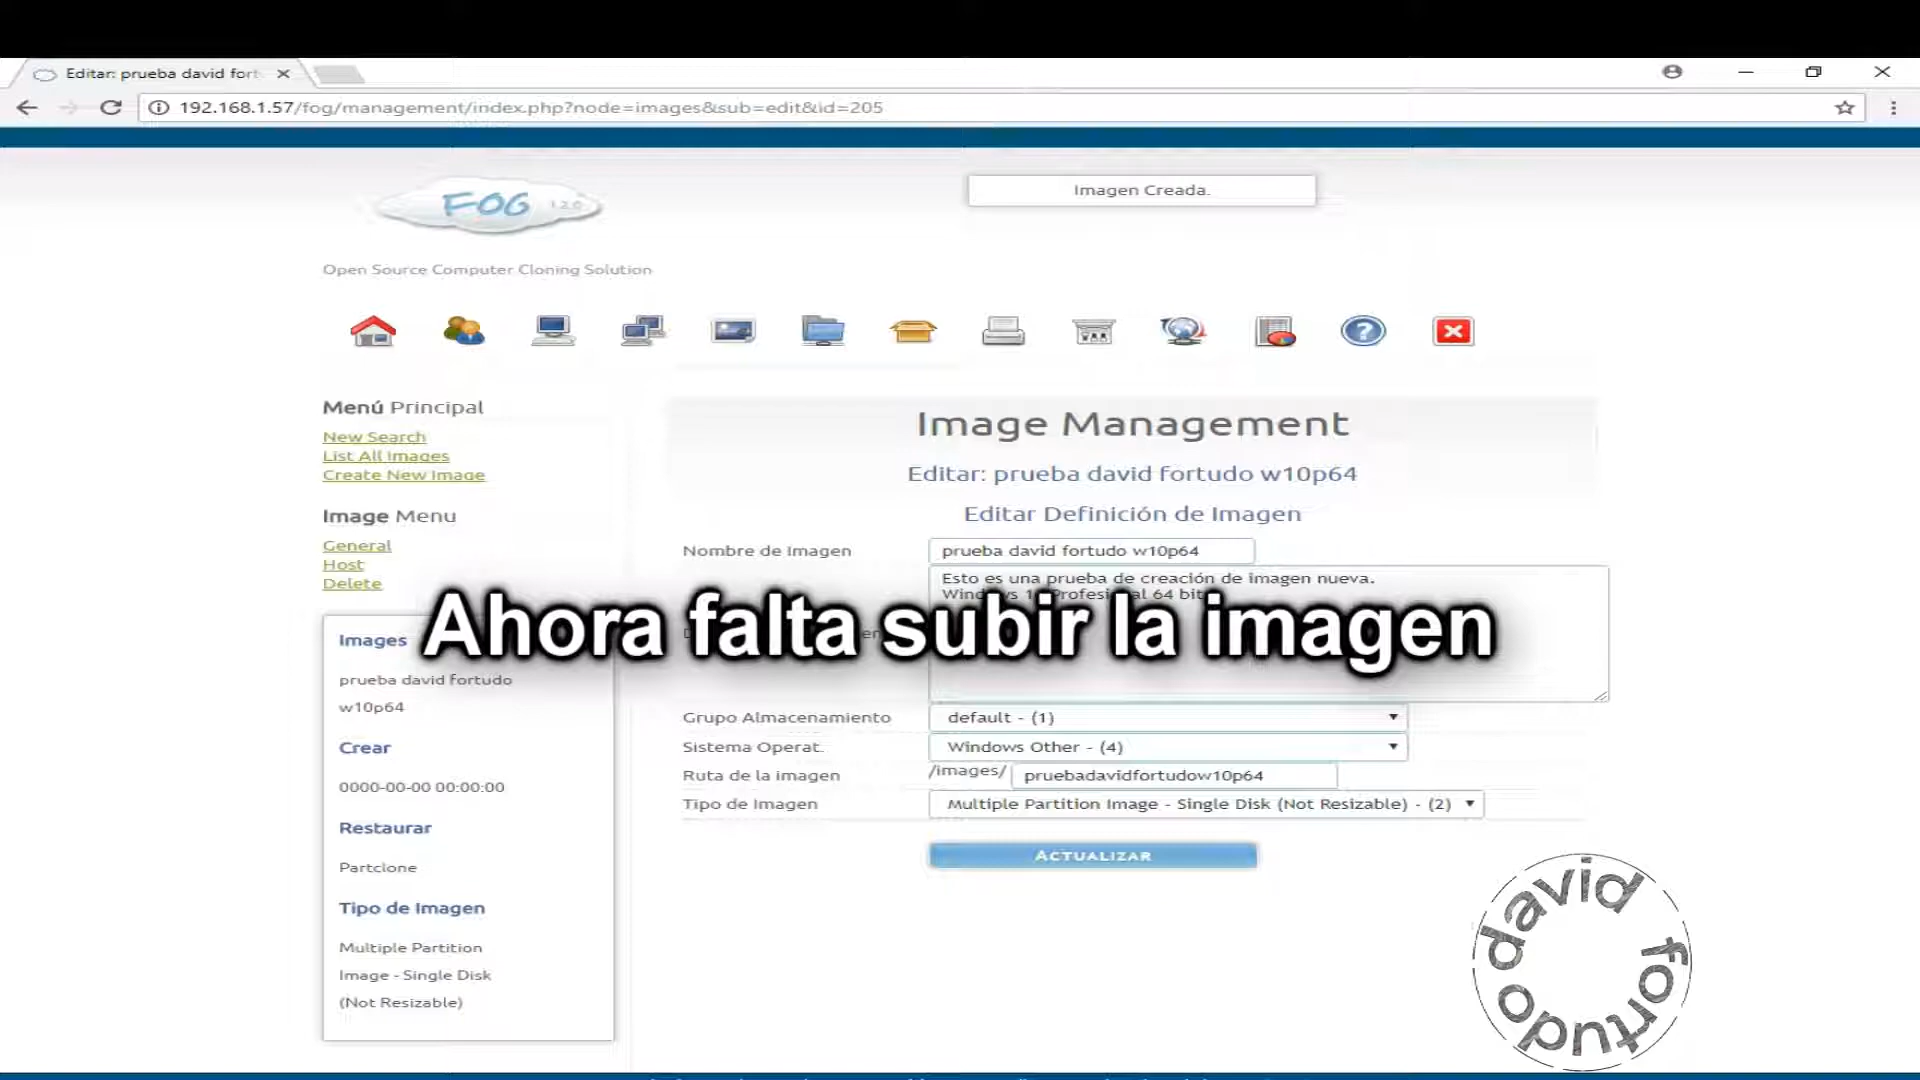 Editar: prueba david fort
192.168.1.57/fog/management/index.php?node=images&sub=edit&id=205
FOG 1.2.0
Imagen Creada.
Open Source Computer Cloning Solution
Menú Principal
New Search
List All Images
Create New Image
Image Menu
General
Host
Delete
Images
prueba david fortudo
w10p64
Crear
0000-00-00 00:00:00
Restaurar
Partclone
Tipo de Imagen
Multiple Partition
Image - Single Disk
(Not Resizable)
Image Management
Editar: prueba david fortudo w10p64
Editar Definición de Imagen
Nombre de Imagen
prueba david fortudo w10p64
Esto es una prueba de creación de imagen nueva.
64 bit
Ahora falta subir la imagen
Grupo Almacenamiento
default - (1)
Sistema Operat.
Windows Other - (4)
Ruta de la imagen
/images/
pruebadavidfortudow10p64
Tipo de Imagen
Multiple Partition Image - Single Disk (Not Resizable) - (2)
ACTUALIZAR
david fortudo